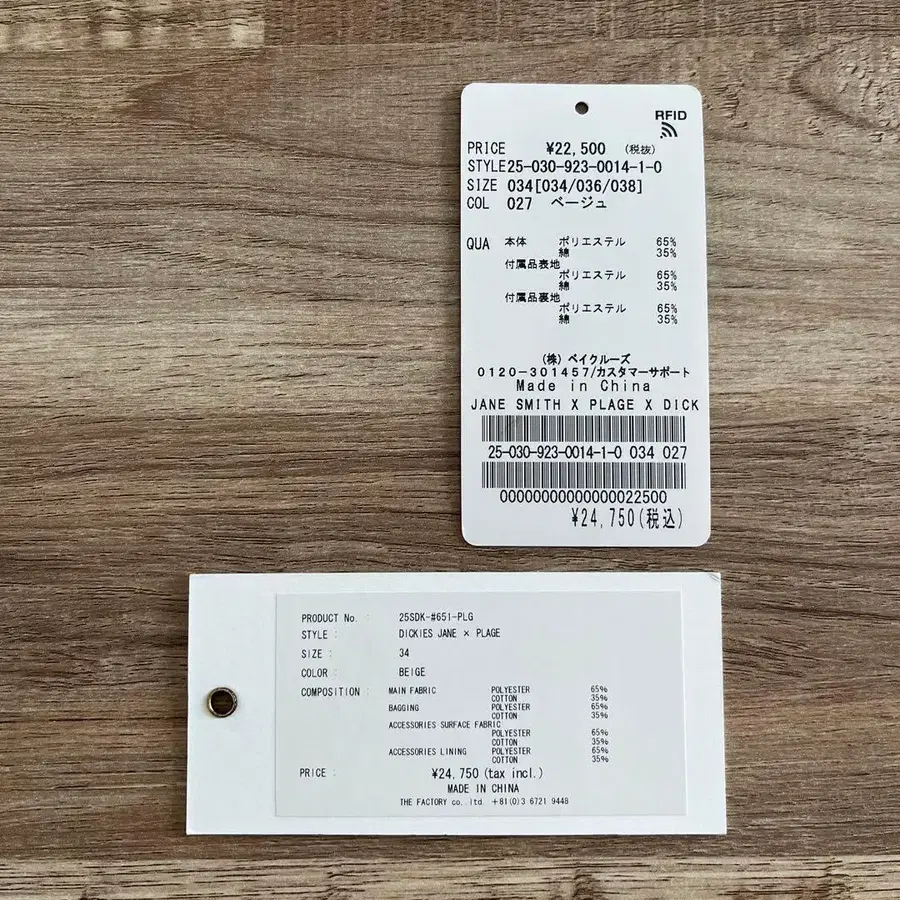 RFID
PRICE ¥22,500 (税抜)
STYLE25-030-923-0014-1-0
SIZE 034[034/036/038]
COL 027 ベージュ
QUA 本体 ポリエステル 65%
綿 35%
付属品表地
ポリエステル 65%
綿 35%
付属品裏地
ポリエステル 65%
綿 35%
(株) ベイクルーズ
0120-301457/カスタマーサポート
Made in China
JANE SMITH X PLAGE X DICK
25-030-923-0014-1-0 034 027
00000000000000022500
¥24,750(税込)
PRODUCT No. : 25SDK-#651-PLG
STYLE : DICKIES JANE × PLAGE
SIZE : 34
COLOR : BEIGE
COMPOSITION : MAIN FABRIC POLYESTER 65%
COTTON 35%
BAGGING POLYESTER 65%
COTTON 35%
ACCESSORIES SURFACE FABRIC
POLYESTER 65%
COTTON 35%
ACCESSORIES LINING POLYESTER 65%
COTTON 35%
PRICE : ¥24,750 (tax incl.)
MADE IN CHINA
THE FACTORY co. ltd. +81(0)3 6721 9448